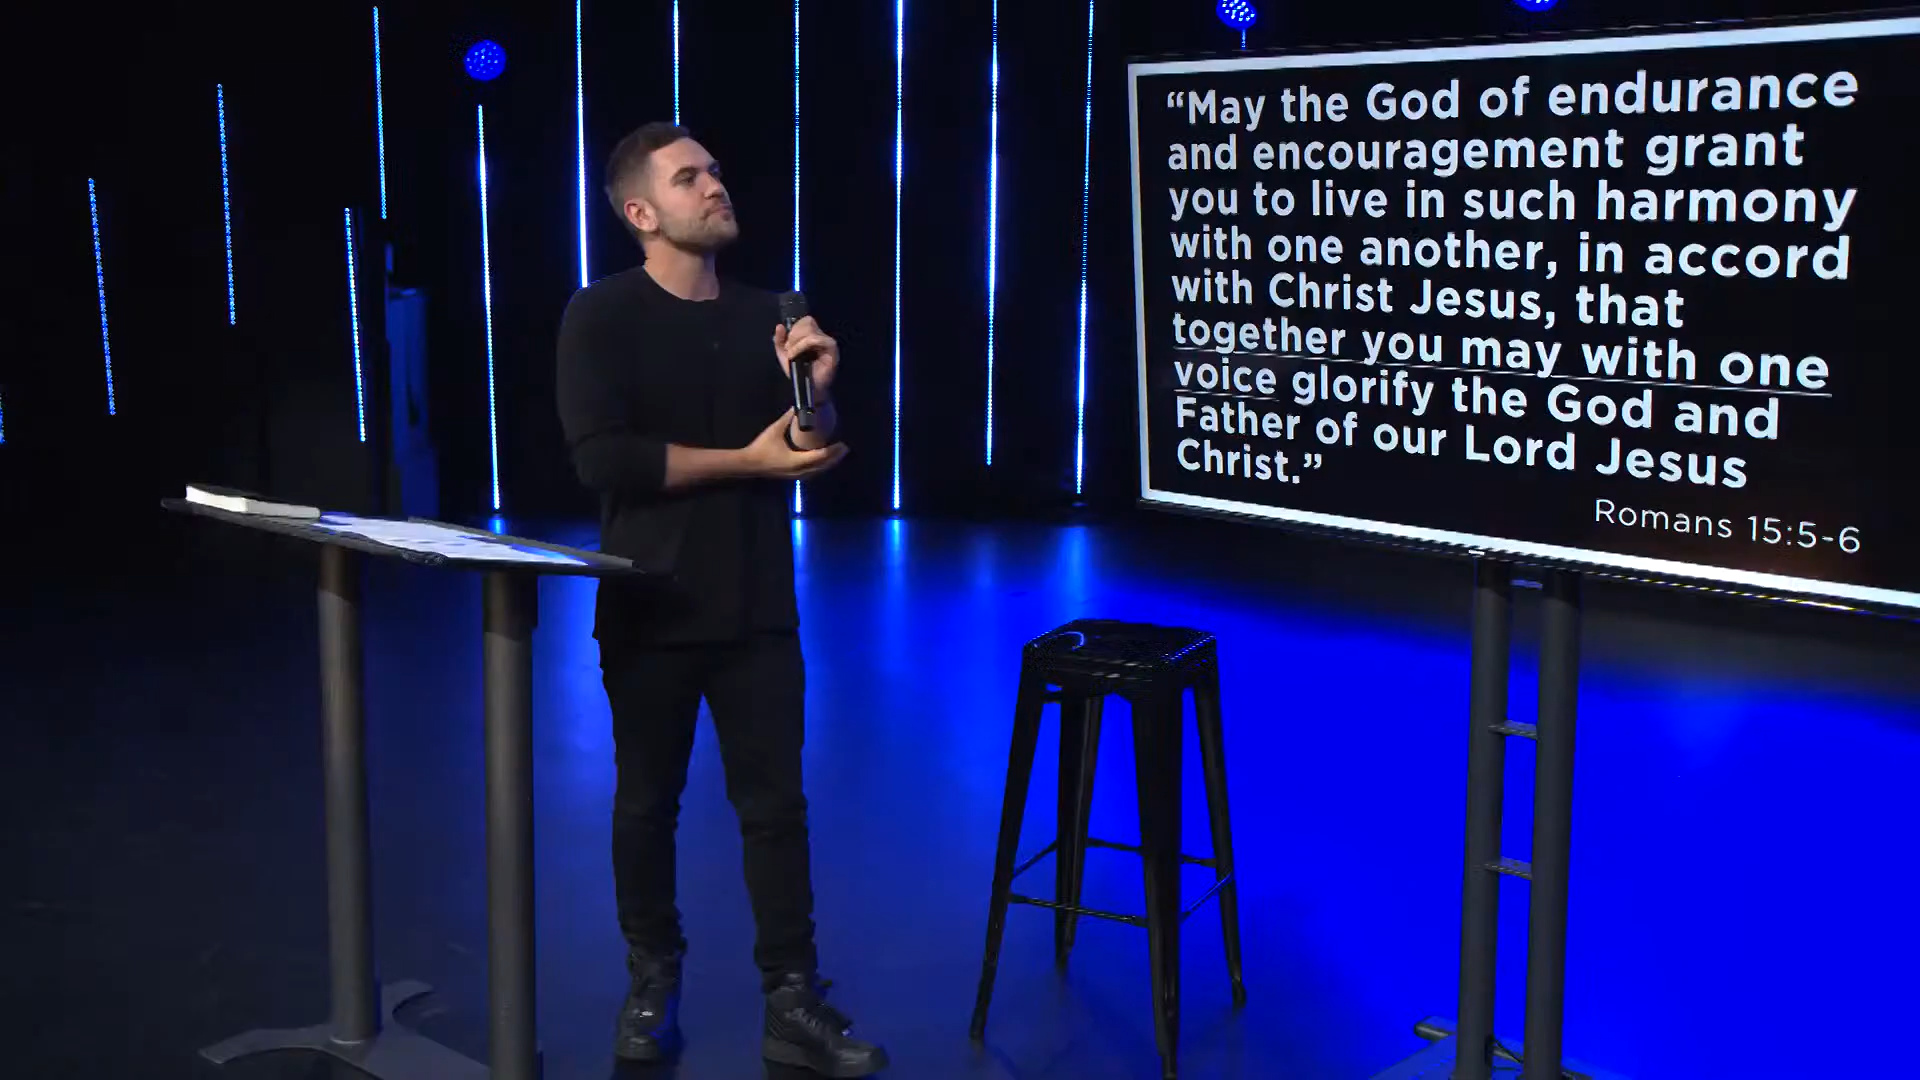 “May the God of endurance
and encouragement grant
you to live in such harmony
with one another, in accord
with Christ Jesus, that
together you may with one
voice glorify the God and
Father of our Lord Jesus
Christ.”
Romans 15:5-6